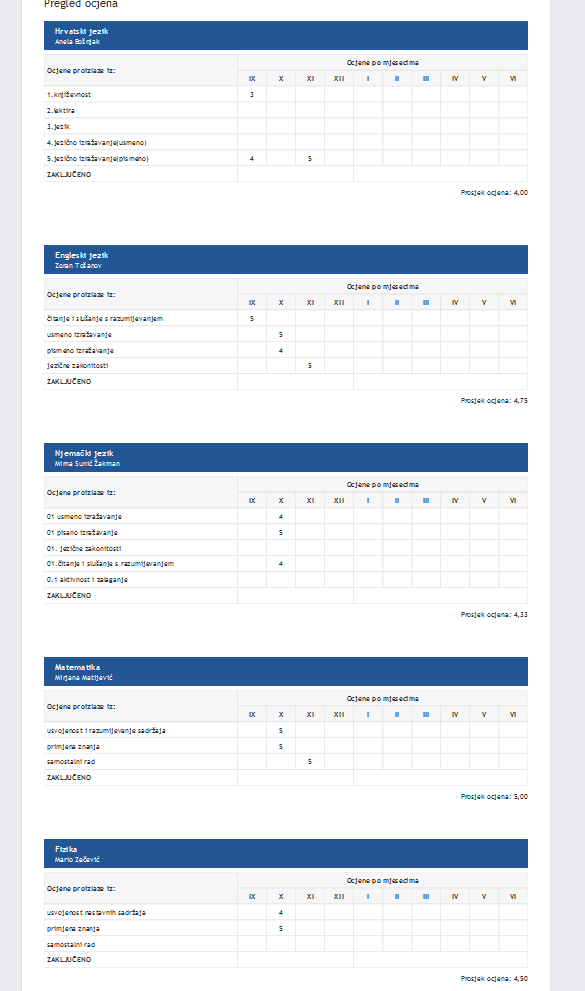 Pregled ocjena
Hrvatski jezik
Anela Bošnjak
Ocjene proizlaze iz: Ocjene po mjesecima
IX X XI XII I II III IV V VI
1.književnost 3
2.lektira
3.jezik
4.jezično izražavanje(usmeno)
5.jezično izražavanje(pismeno) 4 5
ZAKLJUČENO
Prosjek ocjena: 4,00
Engleski jezik
Zoran Tošanov
Ocjene proizlaze iz: Ocjene po mjesecima
IX X XI XII I II III IV V VI
čitanje i slušanje s razumijevanjem 5
usmeno izražavanje 5
pismeno izražavanje 4
jezične zakonitosti 5
ZAKLJUČENO
Prosjek ocjena: 4,75
Njemački jezik
Mirna Sunić Žakman
Ocjene proizlaze iz: Ocjene po mjesecima
IX X XI XII I II III IV V VI
01 usmeno izražavanje 4
01 pisano izražavanje 5
01. jezične zakonitosti
01.čitanje i slušanje s razumijevanjem 4
0.1 aktivnost i zalaganje
ZAKLJUČENO
Prosjek ocjena: 4,33
Matematika
Mirjana Matijević
Ocjene proizlaze iz: Ocjene po mjesecima
IX X XI XII I II III IV V VI
usvojenost i razumijevanje sadržaja 5
primjena znanja 5
samostalni rad 5
ZAKLJUČENO
Prosjek ocjena: 5,00
Fizika
Mario Zečević
Ocjene proizlaze iz: Ocjene po mjesecima
IX X XI XII I II III IV V VI
usvojenost nastavnih sadržaja 4
primjena znanja 5
samostalni rad
ZAKLJUČENO
Prosjek ocjena: 4,50